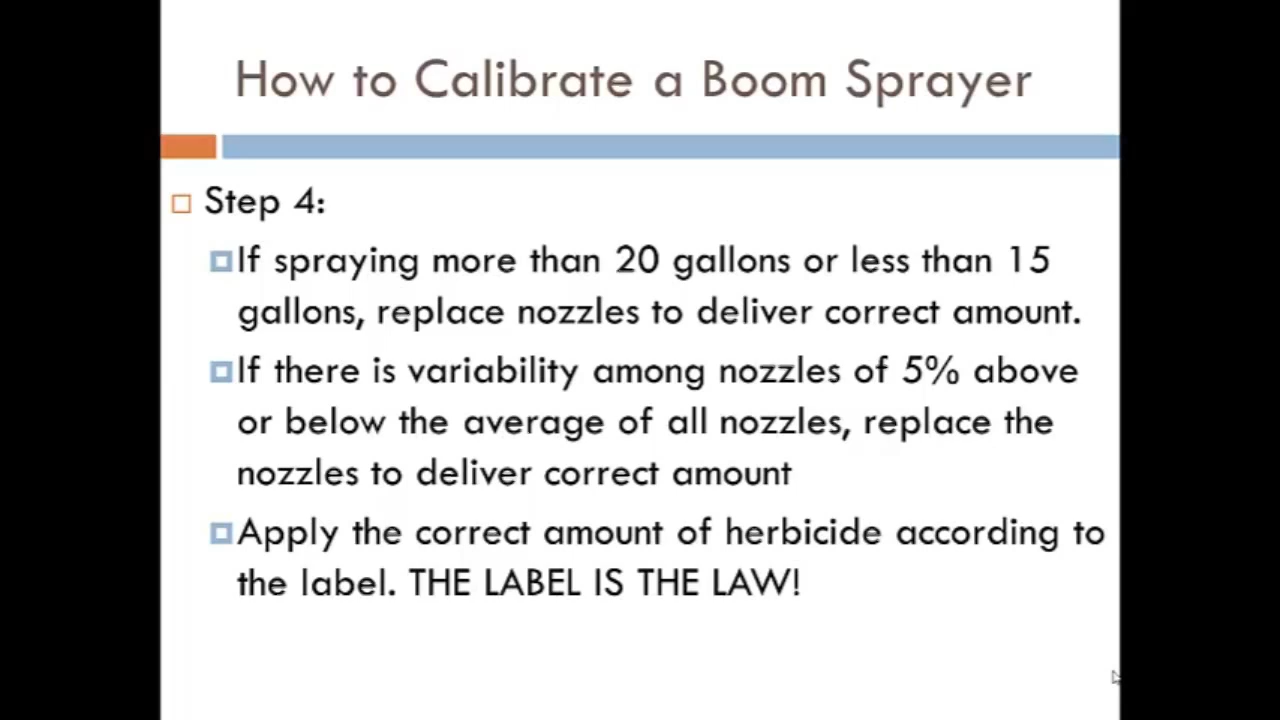 How to Calibrate a Boom Sprayer
Step 4:
If spraying more than 20 gallons or less than 15
gallons, replace nozzles to deliver correct amount.
If there is variability among nozzles of 5% above
or below the average of all nozzles, replace the
nozzles to deliver correct amount
Apply the correct amount of herbicide according to
the label. THE LABEL IS THE LAW!